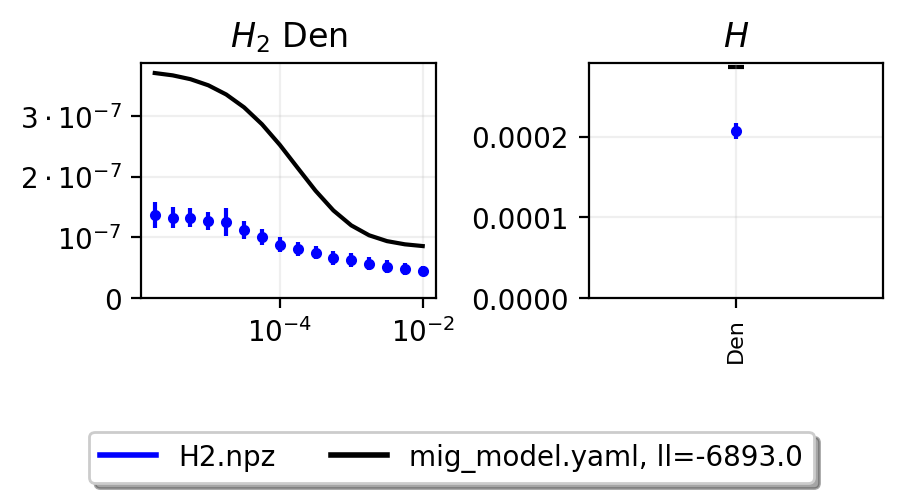 H₂ Den
3·10⁻⁷
2·10⁻⁷
10⁻⁷
0
10⁻⁴ 10⁻²
H
0.0002
0.0001
0.0000
Den
H2.npz mig_model.yaml, ll=-6893.0